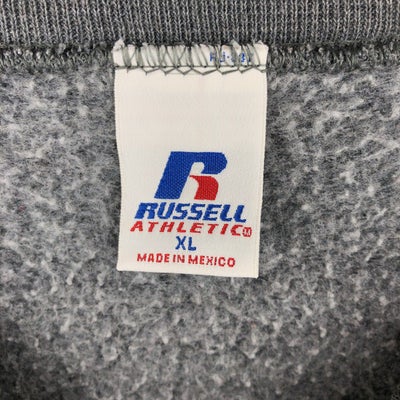 RUSSELL
ATHLETIC
XL
MADE IN MEXICO